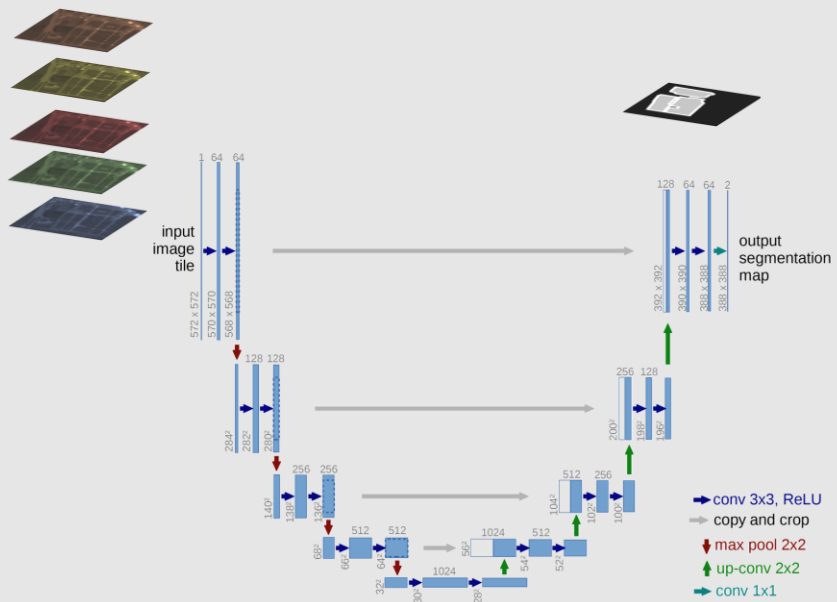 1 64 64
128 64 64 2
input
image
tile
output
segmentation
map
572 x 572
570 x 570
568 x 568
392 x 392
390 x 390
388 x 388
388 x 388
128 128
256 128
284²
282²
280²
200²
198²
196²
256 256
512 256
140²
138²
136²
104²
102²
100²
512 512
1024 512
68²
66²
64²
56²
54²
52²
1024
32²
30²
28²
conv 3x3, ReLU
copy and crop
max pool 2x2
up-conv 2x2
conv 1x1